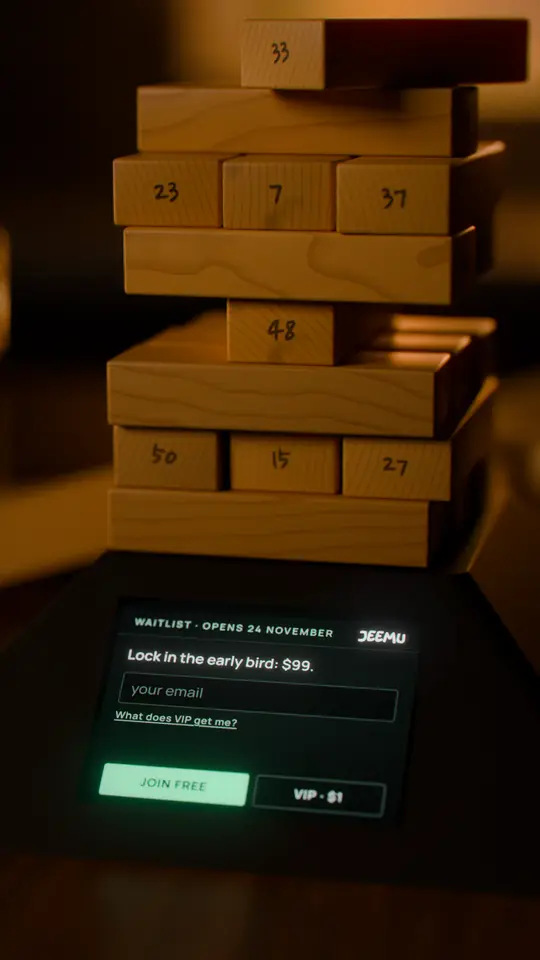 33
23 7 37
48
50 15 27
WAITLIST · OPENS 24 NOVEMBER JEEMU
Lock in the early bird: $99.
your email
What does VIP get me?
JOIN FREE VIP · $1